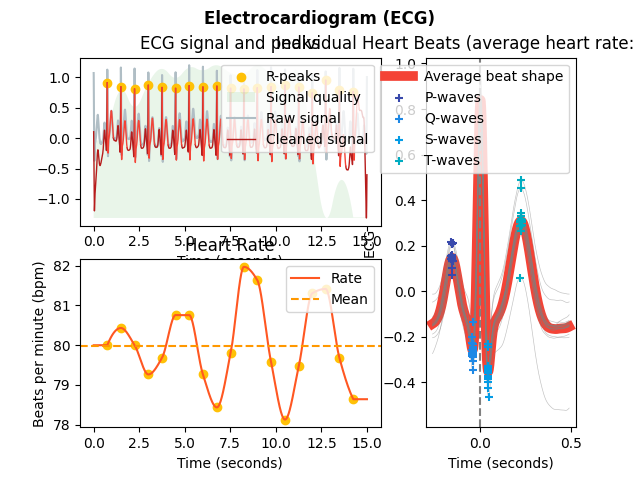 Electrocardiogram (ECG)
ECG signal and peaks
Individual Heart Beats (average heart rate:
R-peaks
Signal quality
Raw signal
Cleaned signal
1.0
0.5
0.0
−0.5
−1.0
0.0 2.5 5.0 7.5 10.0 12.5 15.0
Time (seconds)
Heart Rate
Rate
Mean
82
81
80
79
78
Beats per minute (bpm)
0.0 2.5 5.0 7.5 10.0 12.5 15.0
Time (seconds)
Average beat shape
P-waves
Q-waves
S-waves
T-waves
1.0
0.8
0.6
0.4
0.2
0.0
−0.2
−0.4
ECG
0.0 0.5
Time (seconds)